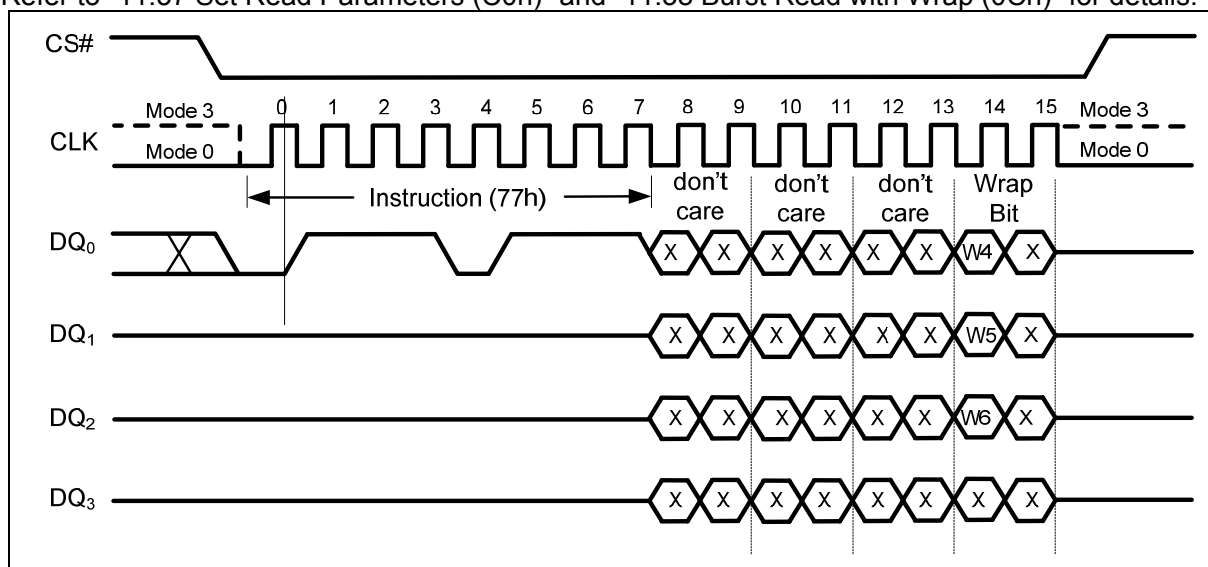 Refer to "11.37 Set Read Parameters (C0h)" and "11.38 Burst Read with Wrap (0Ch)" for details.
CS#
Mode 3
0 1 2 3 4 5 6 7 8 9 10 11 12 13 14 15
Mode 3
CLK
Mode 0
Mode 0
Instruction (77h)
don't care
don't care
don't care
Wrap Bit
DQ0
X X X X X X W4 X
DQ1
X X X X X X W5 X
DQ2
X X X X X X W6 X
DQ3
X X X X X X X X